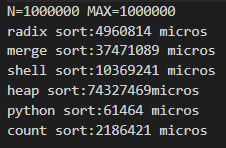 N=1000000 MAX=1000000
radix sort:4960814 micros
merge sort:37471089 micros
shell sort:10369241 micros
heap sort:74327469micros
python sort:61464 micros
count sort:2186421 micros